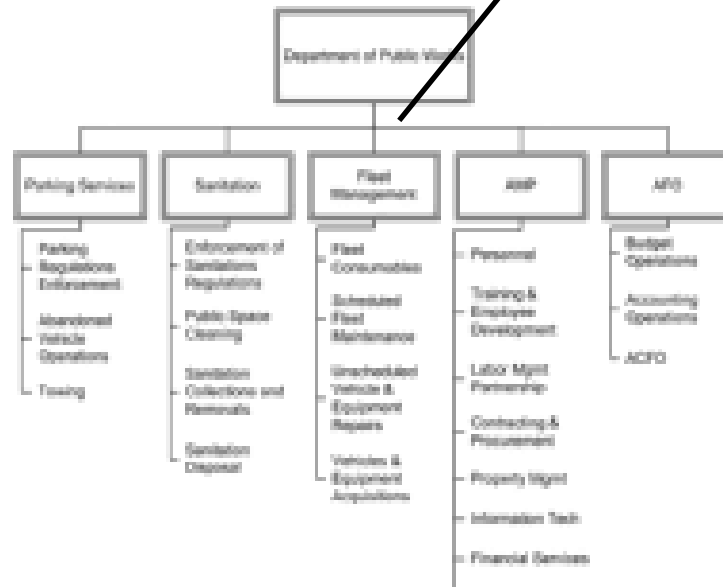 Department of Public Works
Parking Services
Sanitation
Fleet
Management
AMP
AFO
Parking
Regulations
Enforcement
Abandoned
Vehicle
Operations
Towing
Enforcement of
Sanitations
Regulations
Public Space
Cleaning
Sanitation
Collections and
Removals
Sanitation
Disposal
Fleet
Consumables
Scheduled
Fleet
Maintenance
Unscheduled
Vehicle &
Equipment
Repairs
Vehicles &
Equipment
Acquisitions
Personnel
Training &
Employee
Development
Labor Mgmt
Partnership
Contracting &
Procurement
Property Mgmt
Information Tech
Financial Services
Budget
Operations
Accounting
Operations
ACFO